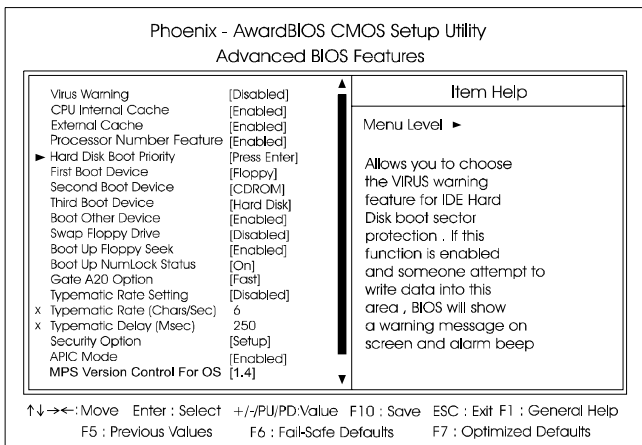 Phoenix - AwardBIOS CMOS Setup Utility
Advanced BIOS Features
Virus Warning [Disabled]
CPU Internal Cache [Enabled]
External Cache [Enabled]
Processor Number Feature [Enabled]
► Hard Disk Boot Priority [Press Enter]
First Boot Device [Floppy]
Second Boot Device [CDROM]
Third Boot Device [Hard Disk]
Boot Other Device [Enabled]
Swap Floppy Drive [Disabled]
Boot Up Floppy Seek [Enabled]
Boot Up NumLock Status [On]
Gate A20 Option [Fast]
Typematic Rate Setting [Disabled]
x Typematic Rate (Chars/Sec) 6
x Typematic Delay (Msec) 250
Security Option [Setup]
APIC Mode [Enabled]
MPS Version Control For OS [1.4]
Item Help
Menu Level ►
Allows you to choose
the VIRUS warning
feature for IDE Hard
Disk boot sector
protection . If this
function is enabled
and someone attempt to
write data into this
area , BIOS will show
a warning message on
screen and alarm beep
↑↓→←: Move Enter : Select +/-/PU/PD:Value F10 : Save ESC : Exit F1 : General Help
F5 : Previous Values F6 : Fail-Safe Defaults F7 : Optimized Defaults